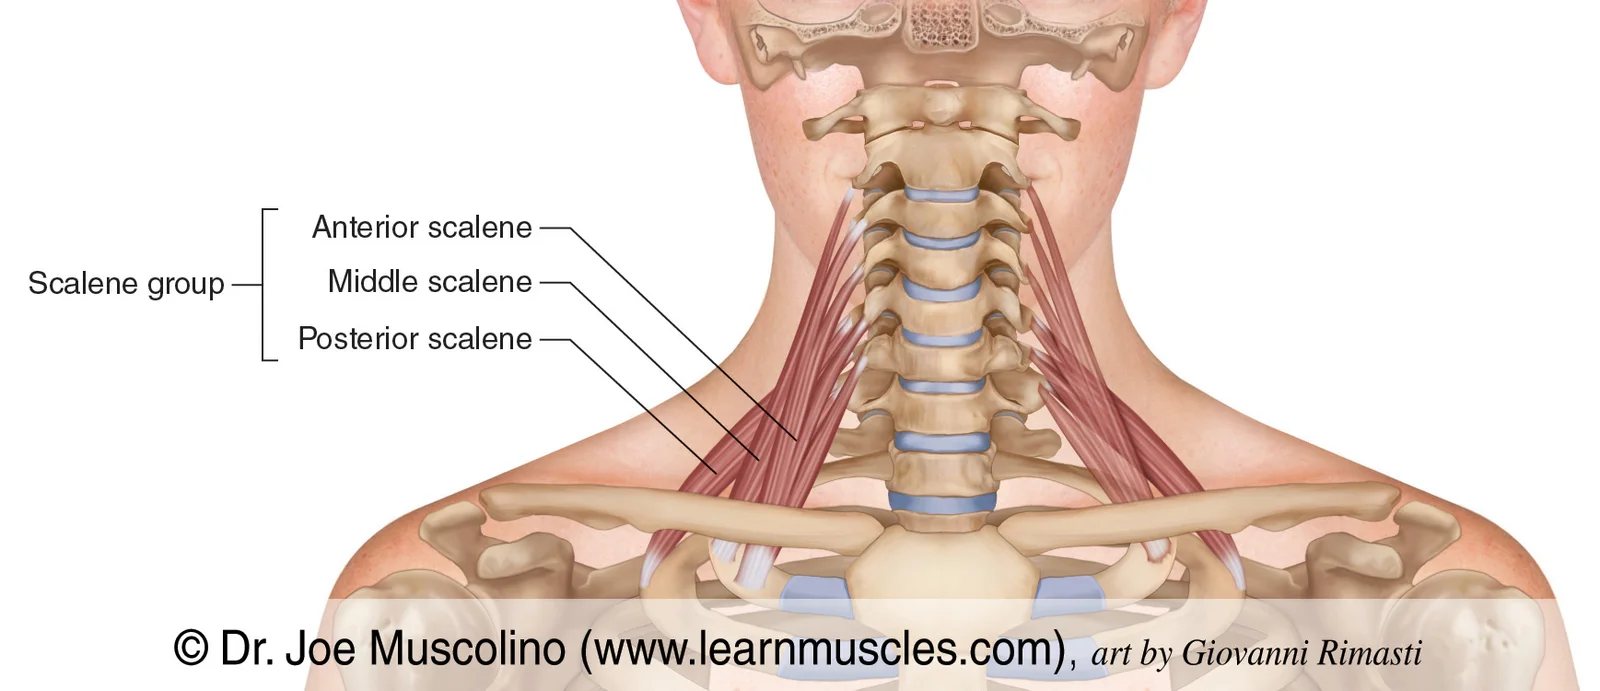 Anterior scalene
Middle scalene
Scalene group
Posterior scalene
© Dr. Joe Muscolino (www.learnmuscles.com), art by Giovanni Rimasti